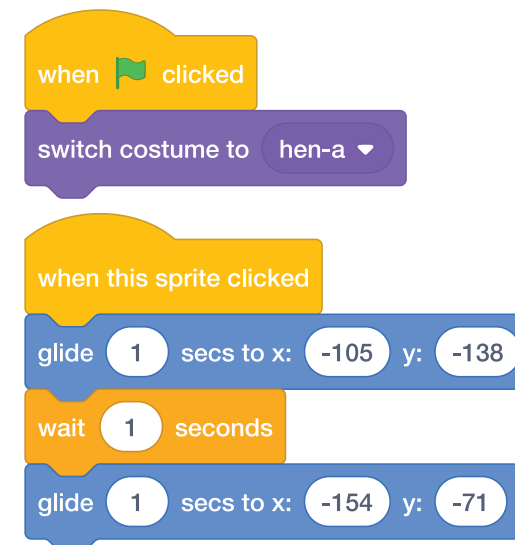 when clicked
switch costume to hen-a
when this sprite clicked
glide 1 secs to x: -105 y: -138
wait 1 seconds
glide 1 secs to x: -154 y: -71